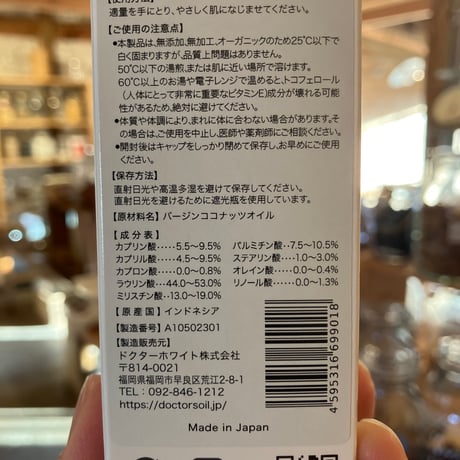 適量を手にとり、やさしく肌になじませてください。
【ご使用の注意点】
●本製品は、無添加、無加工、オーガニックのため25℃以下で
白く固まりますが、品質上問題はありません。
50℃以下の湯煎、または肌に近い場所で溶けます。
60℃以上のお湯や電子レンジで温めると、トコフェロール
（人体にとって非常に重要なビタミンE）成分が壊れる可能
性があるため、絶対に避けてください。
●体質や体調により、まれに体に合わない場合があります。そ
の場合は、ご使用を中止し、医師や薬剤師にご相談ください。
●開封後はキャップをしっかり閉めて保存し、お早めにご使
用ください。
【保存方法】
直射日光や高温多湿を避けて保存してください。
直射日光を避けるために遮光瓶を使用しています。
【原材料名】バージンココナッツオイル
【成分表】
カプリン酸‥‥‥5.5～9.5%
カプリル酸‥‥‥4.5～9.5%
カプロン酸‥‥‥0.0～0.8%
ラウリン酸‥‥44.0～53.0%
ミリスチン酸‥13.0～19.0%
パルミチン酸‥7.5～10.5%
ステアリン酸‥‥1.0～3.0%
オレイン酸‥‥‥0.0～0.4%
リノール酸‥‥‥0.0～1.3%
【原産国】インドネシア
【製造番号】A10502301
【製造販売元】
ドクターホワイト株式会社
〒814-0021
福岡県福岡市早良区荒江2-8-1
TEL：092-846-1212
https://doctorsoil.jp/
4595316699018
Made in Japan